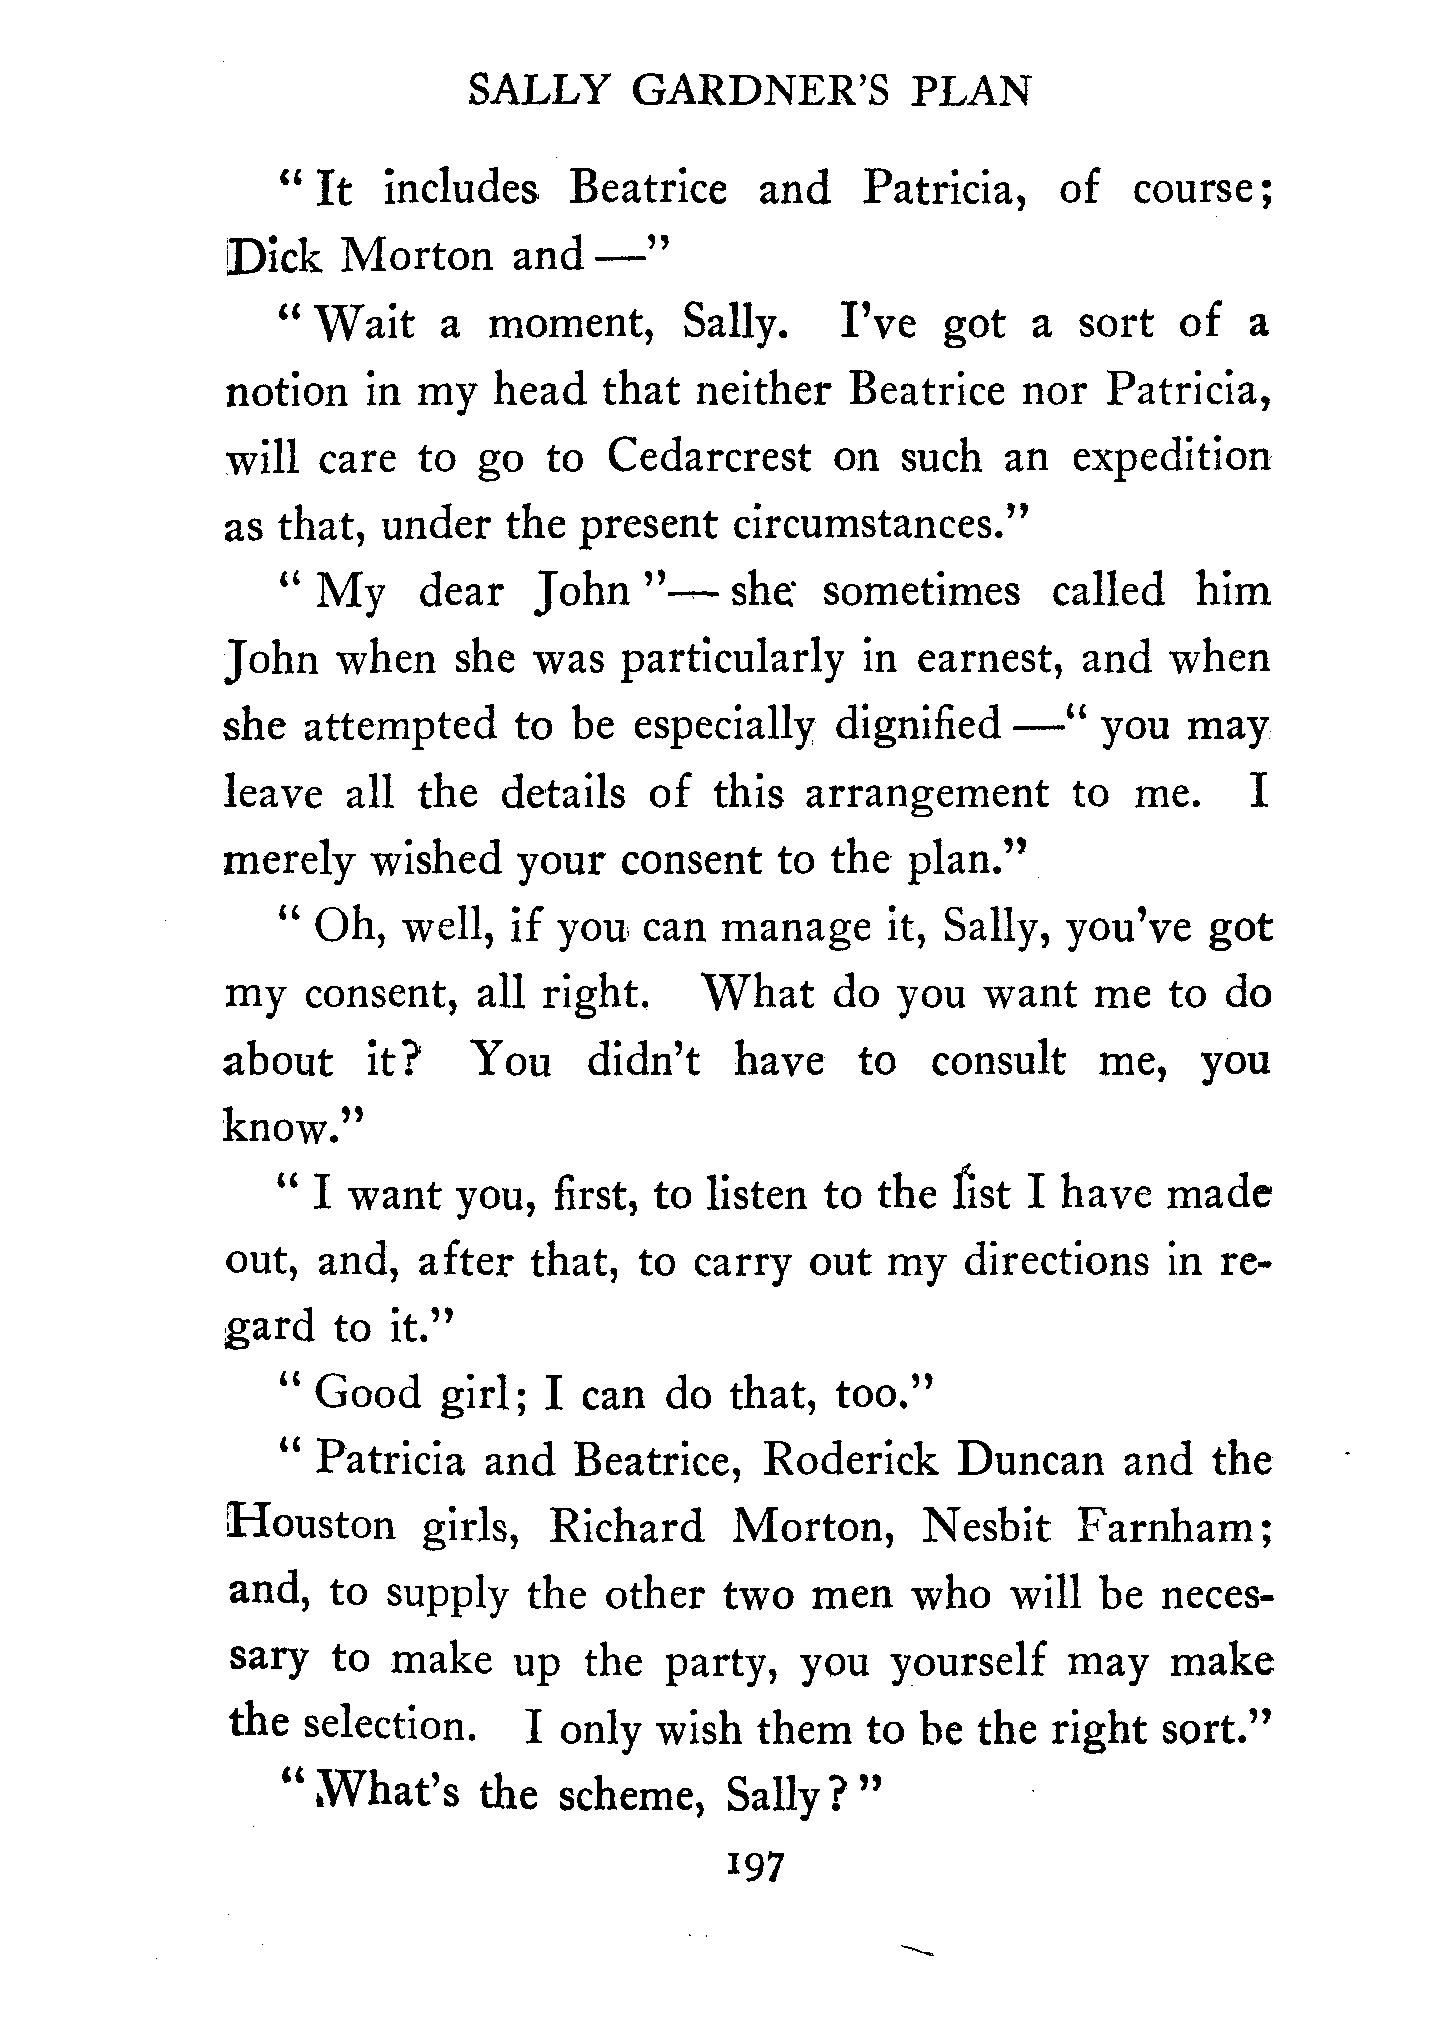 SALLY GARDNER'S PLAN
“ It includes Beatrice and Patricia, of course;
Dick Morton and —”
“ Wait a moment, Sally. I've got a sort of a
notion in my head that neither Beatrice nor Patricia,
will care to go to Cedarcrest on such an expedition
as that, under the present circumstances.”
“ My dear John ”— she sometimes called him
John when she was particularly in earnest, and when
she attempted to be especially dignified —“ you may
leave all the details of this arrangement to me. I
merely wished your consent to the plan.”
“ Oh, well, if you can manage it, Sally, you've got
my consent, all right. What do you want me to do
about it? You didn't have to consult me, you
know.”
“ I want you, first, to listen to the list I have made
out, and, after that, to carry out my directions in re-
gard to it.”
“ Good girl; I can do that, too.”
“ Patricia and Beatrice, Roderick Duncan and the
Houston girls, Richard Morton, Nesbit Farnham;
and, to supply the other two men who will be neces-
sary to make up the party, you yourself may make
the selection. I only wish them to be the right sort.”
“ What's the scheme, Sally? ”
197